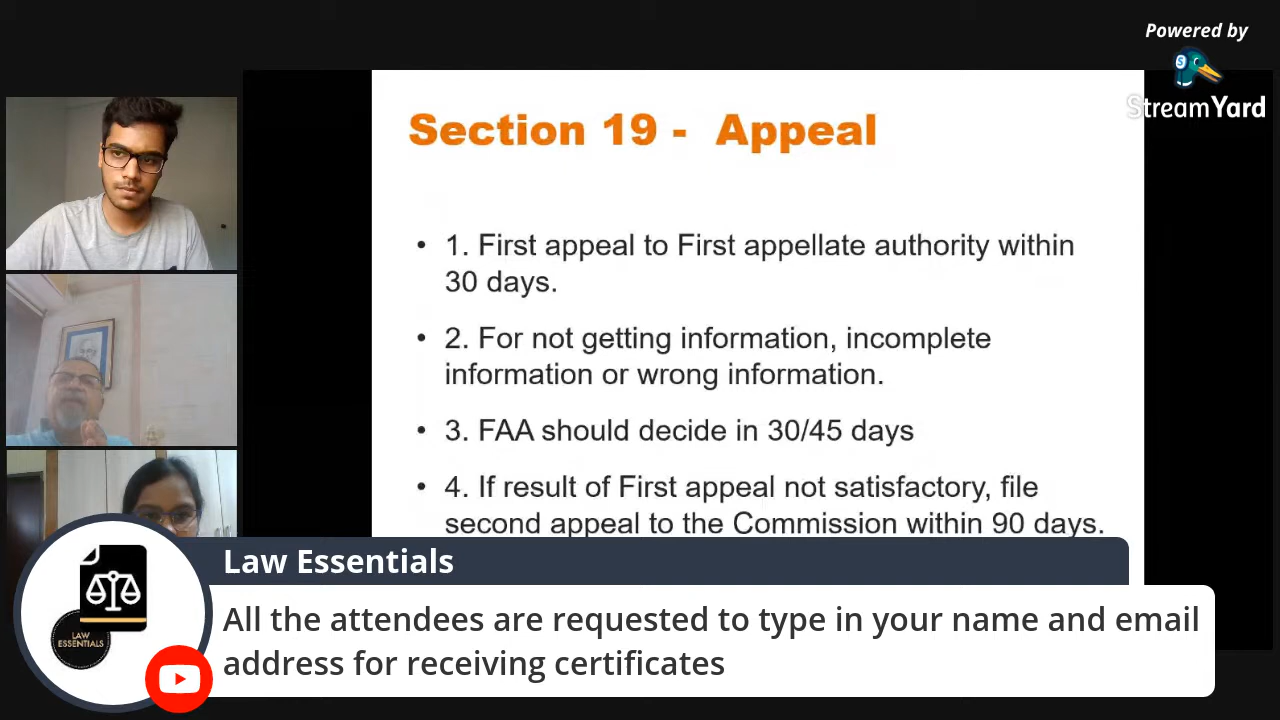 Powered by
StreamYard
Section 19 - Appeal
• 1. First appeal to First appellate authority within
30 days.
• 2. For not getting information, incomplete
information or wrong information.
• 3. FAA should decide in 30/45 days
• 4. If result of First appeal not satisfactory, file
second appeal to the Commission within 90 days.
Law Essentials
All the attendees are requested to type in your name and email
address for receiving certificates
LAW
ESSENTIALS